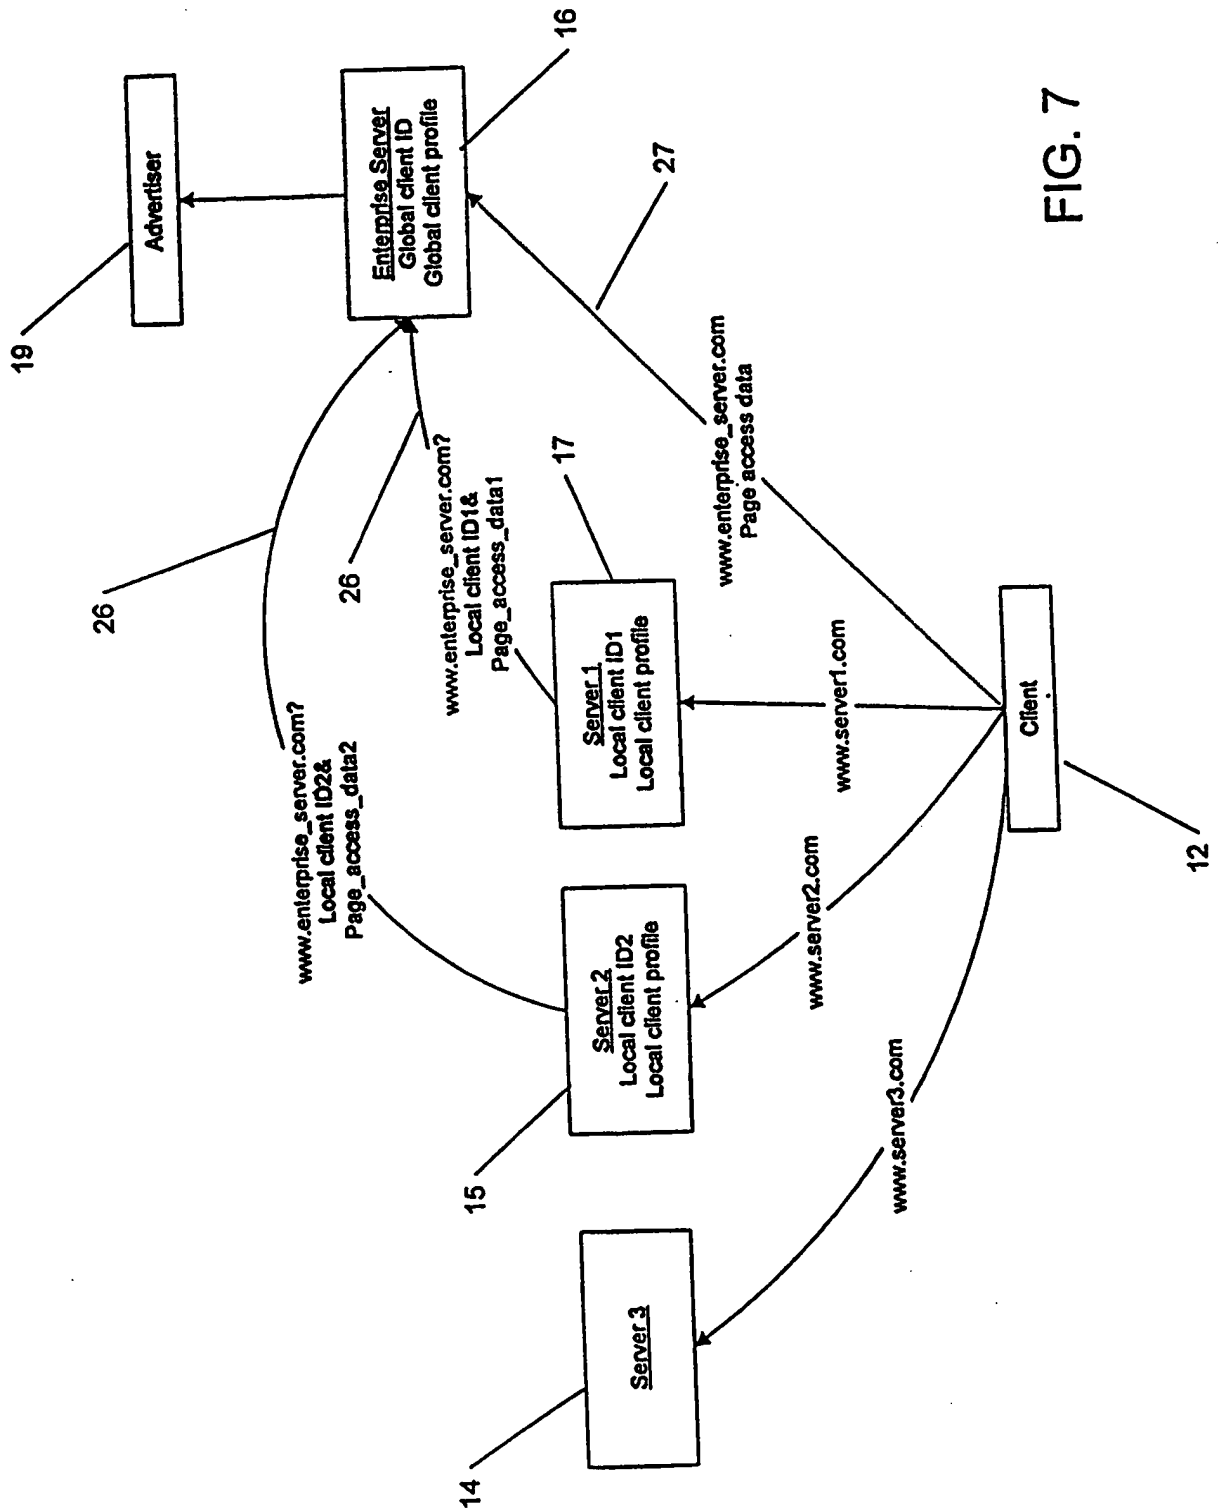 19
Advertiser
16
Enterprise Server
Global client ID
Global client profile
26
26
27
www.enterprise_server.com?
Local client ID2&
Page_access_data2
www.enterprise_server.com?
Local client ID1&
Page_access_data1
www.enterprise_server.com
Page access data
14
Server 3
15
Server 2
Local client ID2
Local client profile
17
Server 1
Local client ID1
Local client profile
www.server3.com
www.server2.com
www.server1.com
12
Client
FIG. 7